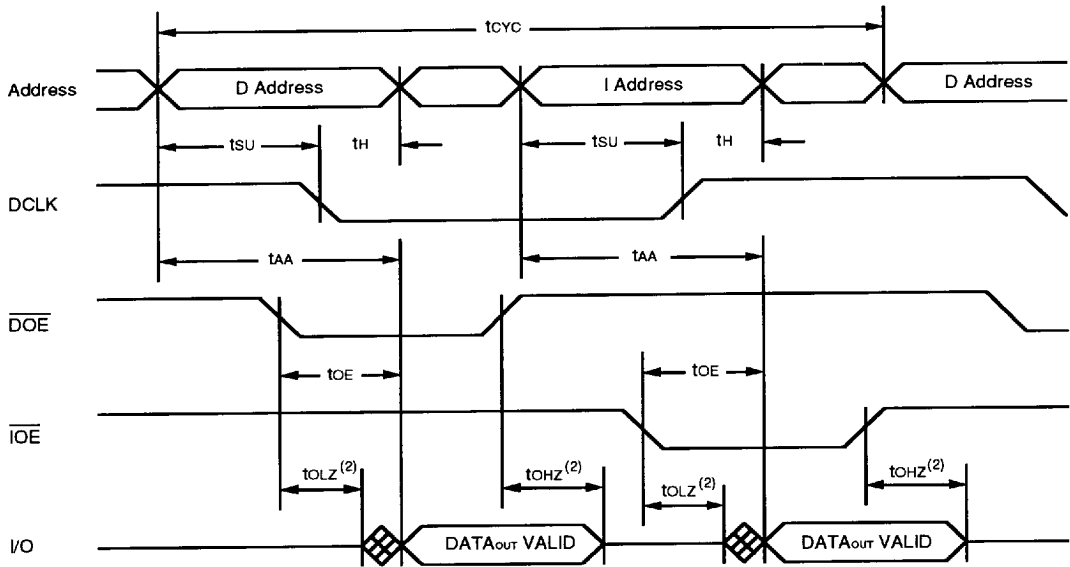 tCYC
Address D Address I Address D Address
tSU tH tSU tH
DCLK
tAA tAA
DOE
tOE tOE
IOE
tOLZ(2) tOHZ(2) tOLZ(2) tOHZ(2)
I/O DATAOUT VALID DATAOUT VALID